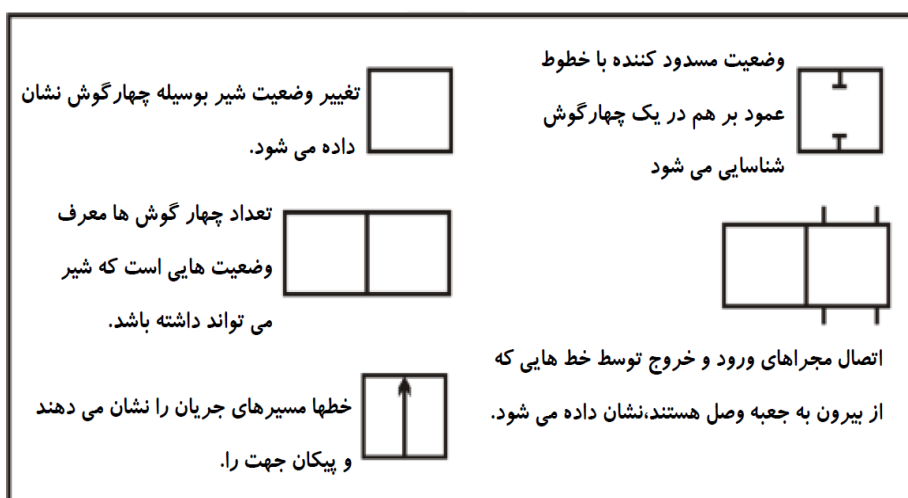 وضعیت مسدود کننده با خطوط
عمود بر هم در یک چهارگوش
شناسایی می شود
اتصال مجراهای ورود و خروج توسط خط هایی که
از بیرون به جعبه وصل هستند،نشان داده می شود.
تغییر وضعیت شیر بوسیله چهارگوش نشان
داده می شود.
تعداد چهار گوش ها معرف
وضعیت هایی است که شیر
می تواند داشته باشد.
خطها مسیرهای جریان را نشان می دهند
و پیکان جهت را.